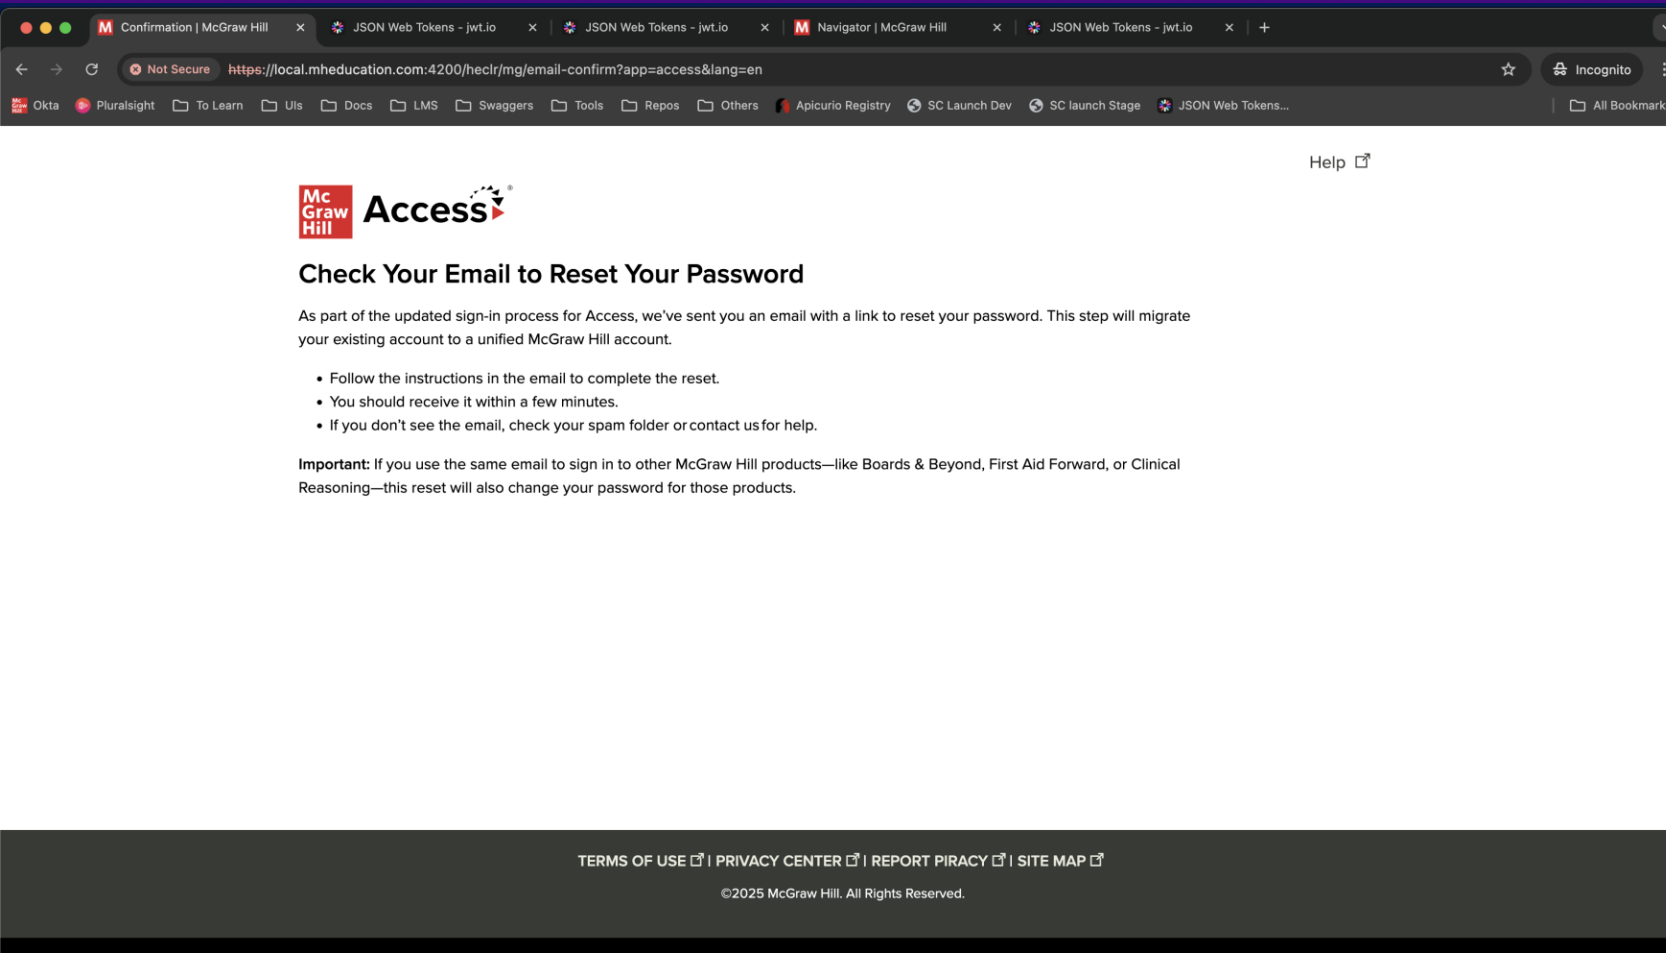 Confirmation | McGraw Hill
JSON Web Tokens - jwt.io
JSON Web Tokens - jwt.io
Navigator | McGraw Hill
JSON Web Tokens - jwt.io
Not Secure
https://local.mheducation.com:4200/heclr/mg/email-confirm?app=access&lang=en
Incognito
Okta
Pluralsight
To Learn
UIs
Docs
LMS
Swaggers
Tools
Repos
Others
Apicurio Registry
SC Launch Dev
SC launch Stage
JSON Web Tokens...
All Bookmark
Help
Mc
Graw
Hill
Access®
Check Your Email to Reset Your Password
As part of the updated sign-in process for Access, we’ve sent you an email with a link to reset your password. This step will migrate
your existing account to a unified McGraw Hill account.
• Follow the instructions in the email to complete the reset.
• You should receive it within a few minutes.
• If you don’t see the email, check your spam folder or contact us for help.
Important: If you use the same email to sign in to other McGraw Hill products—like Boards & Beyond, First Aid Forward, or Clinical
Reasoning—this reset will also change your password for those products.
TERMS OF USE | PRIVACY CENTER | REPORT PIRACY | SITE MAP
©2025 McGraw Hill. All Rights Reserved.